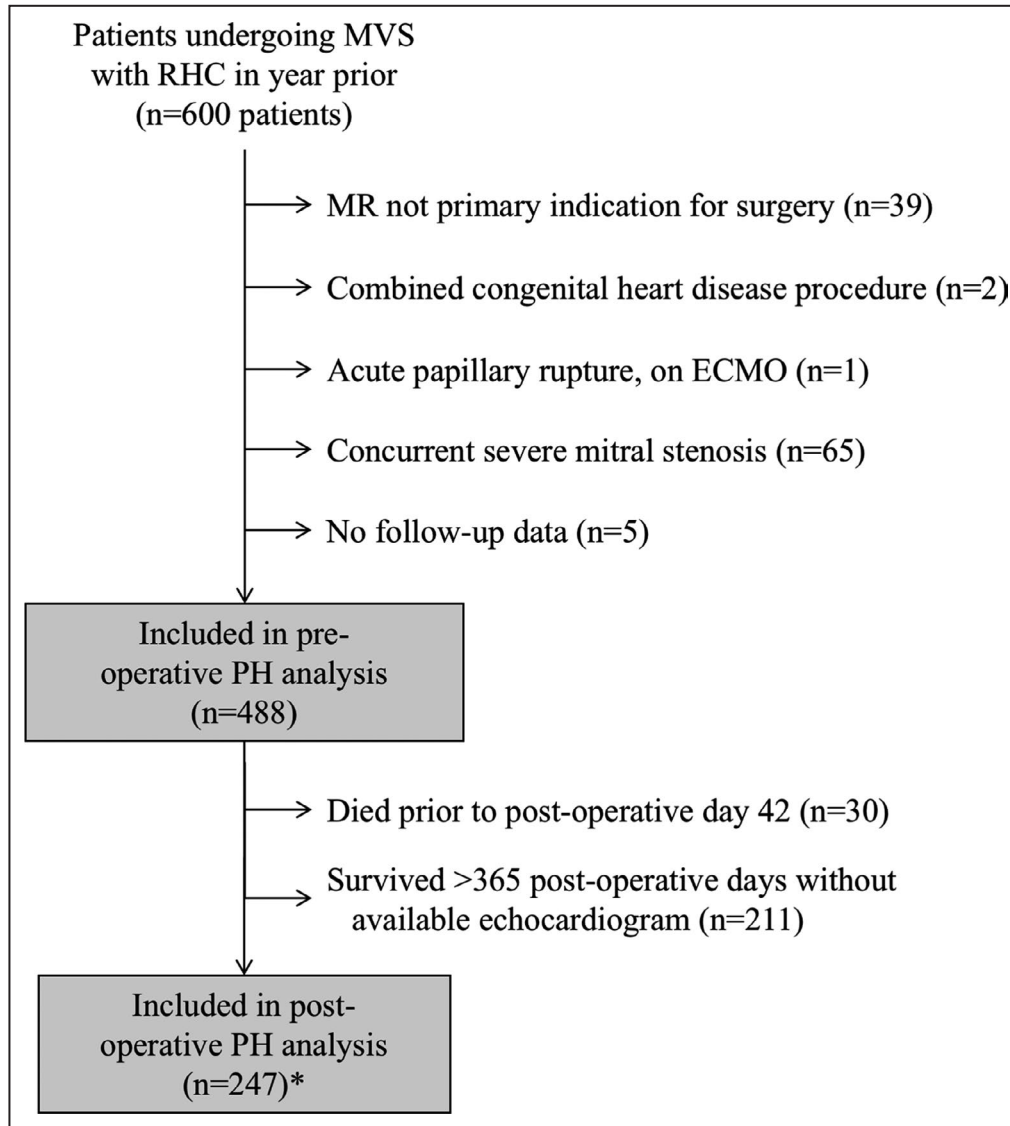 Patients undergoing MVS
with RHC in year prior
(n=600 patients)
MR not primary indication for surgery (n=39)
Combined congenital heart disease procedure (n=2)
Acute papillary rupture, on ECMO (n=1)
Concurrent severe mitral stenosis (n=65)
No follow-up data (n=5)
Included in pre-
operative PH analysis
(n=488)
Died prior to post-operative day 42 (n=30)
Survived >365 post-operative days without
available echocardiogram (n=211)
Included in post-
operative PH analysis
(n=247)*